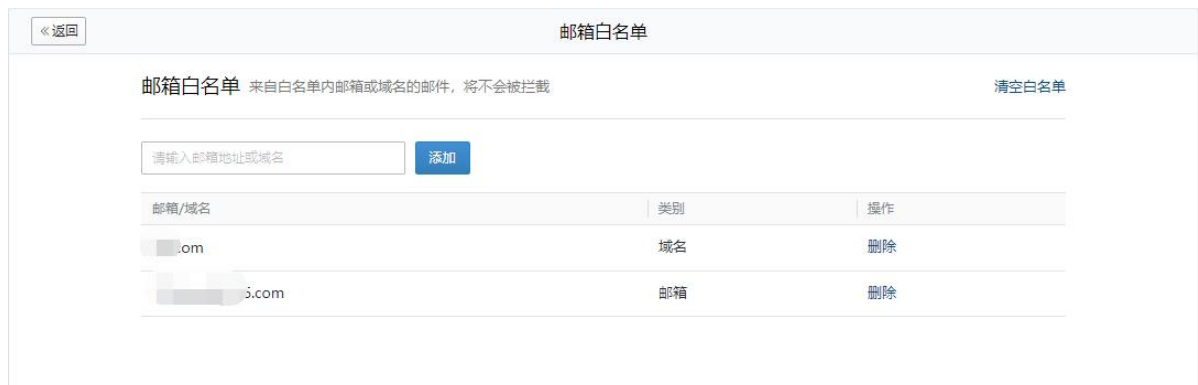 《返回
邮箱白名单
邮箱白名单 来自白名单内邮箱或域名的邮件，将不会被拦截
清空白名单
请输入邮箱地址或域名
添加
邮箱/域名 类别 操作
.om 域名 删除
5.com 邮箱 删除